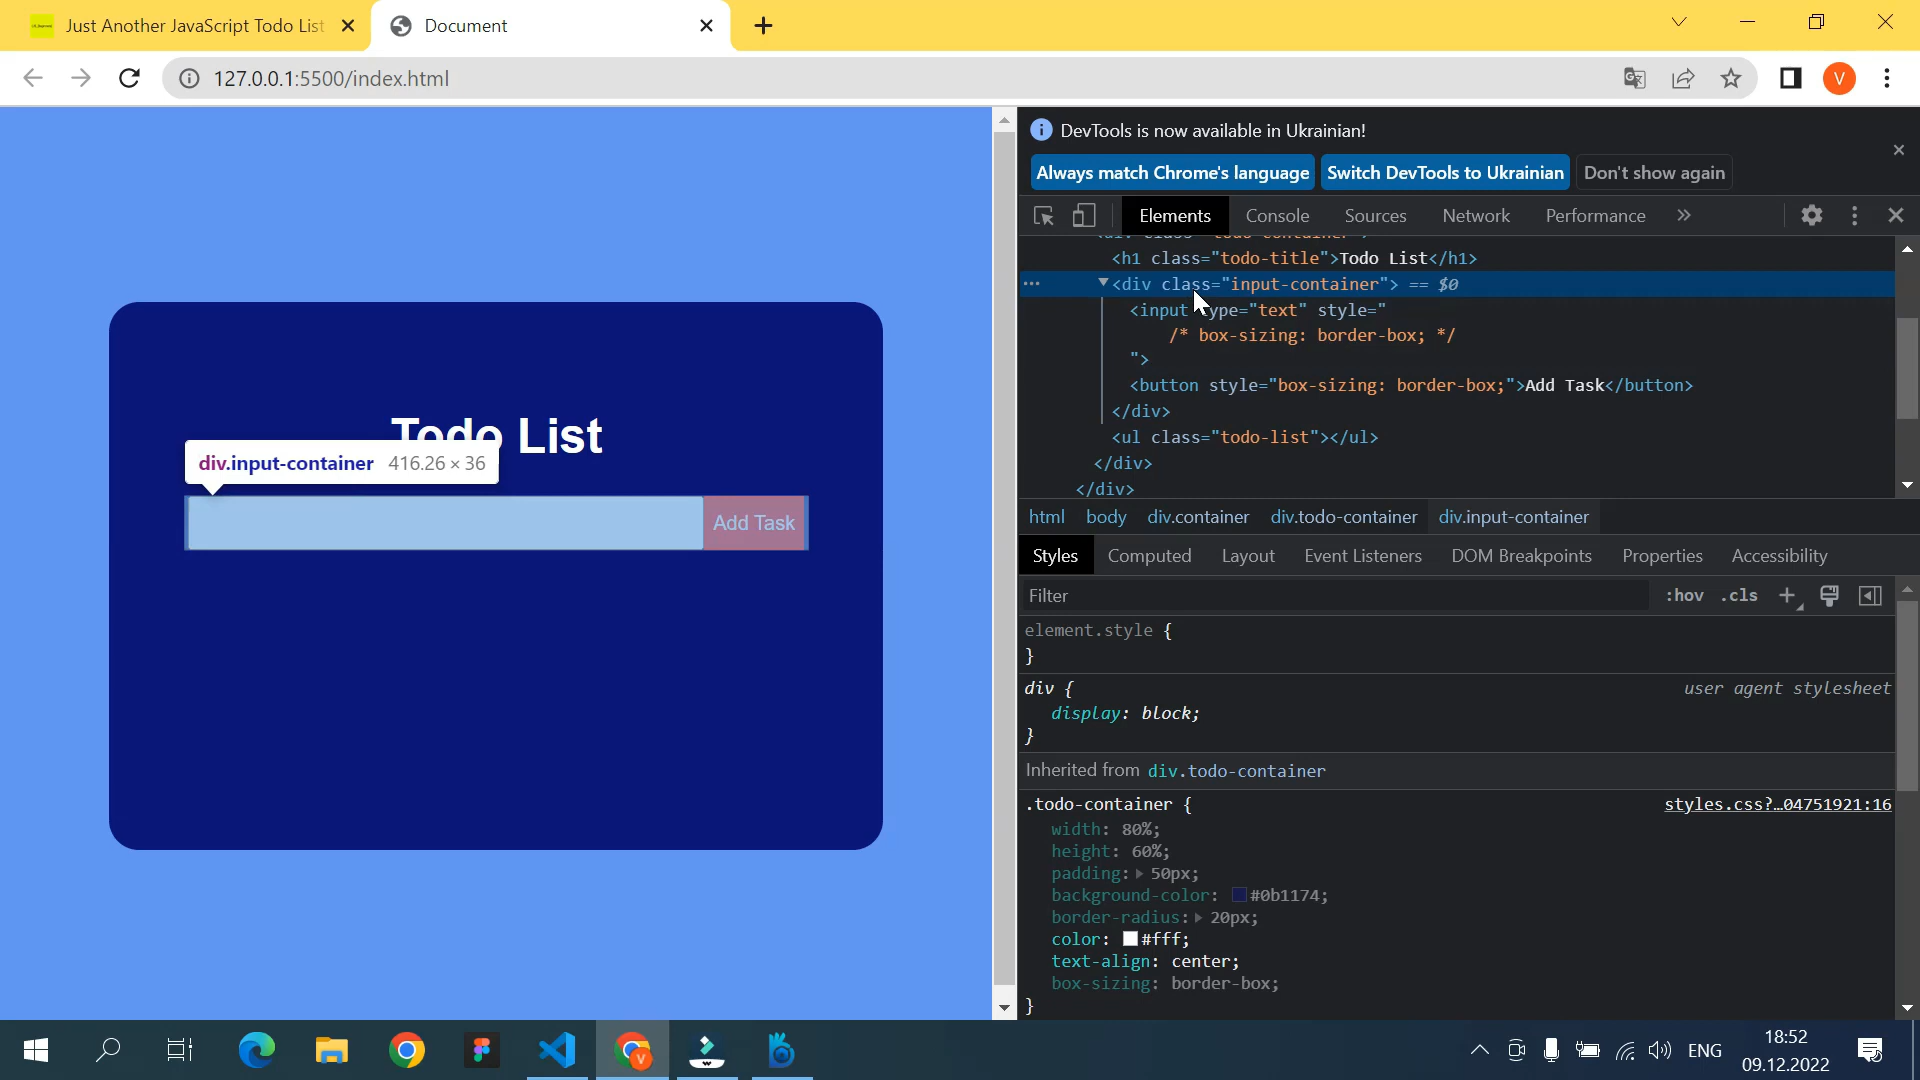 Just Another JavaScript Todo List
Document
127.0.0.1:5500/index.html
V
DevTools is now available in Ukrainian!
Always match Chrome's language
Switch DevTools to Ukrainian
Don't show again
Elements
Console
Sources
Network
Performance
<h1 class="todo-title">Todo List</h1>
<div class="input-container"> == $0
<input type="text" style="
/* box-sizing: border-box; */
">
<button style="box-sizing: border-box;">Add Task</button>
</div>
<ul class="todo-list"></ul>
</div>
</div>
html body div.container div.todo-container div.input-container
Styles
Computed
Layout
Event Listeners
DOM Breakpoints
Properties
Accessibility
Filter
:hov .cls
element.style {
}
div {
user agent stylesheet
display: block;
}
Inherited from div.todo-container
.todo-container {
styles.css?…04751921:16
width: 80%;
height: 60%;
padding: 50px;
background-color: #0b1174;
border-radius: 20px;
color: #fff;
text-align: center;
box-sizing: border-box;
}
Todo List
div.input-container 416.26 × 36
Add Task
V
ENG
18:52
09.12.2022